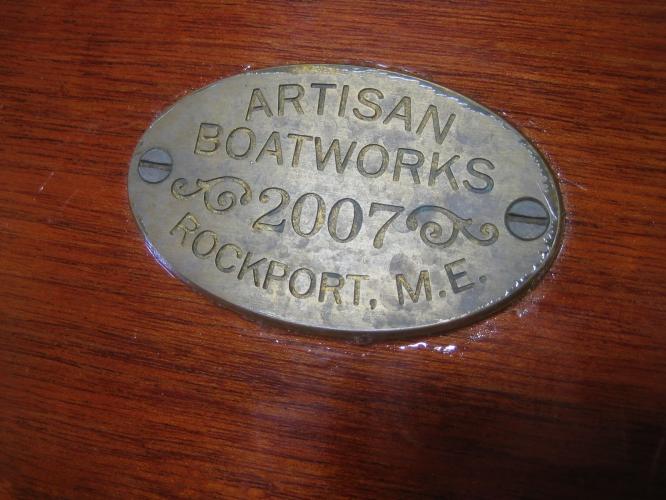 ARTISAN
BOATWORKS
2007
ROCKPORT, M.E.